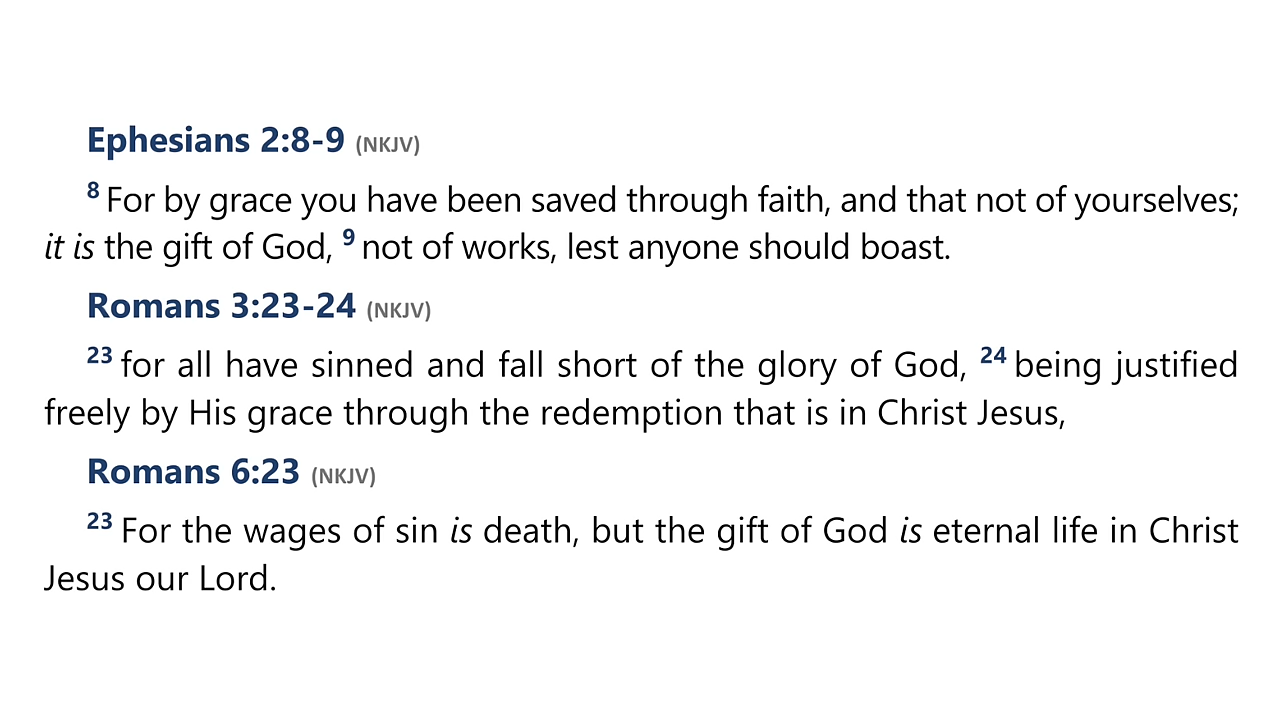 Ephesians 2:8-9 (NKJV)
8 For by grace you have been saved through faith, and that not of yourselves;
it is the gift of God, 9 not of works, lest anyone should boast.
Romans 3:23-24 (NKJV)
23 for all have sinned and fall short of the glory of God, 24 being justified
freely by His grace through the redemption that is in Christ Jesus,
Romans 6:23 (NKJV)
23 For the wages of sin is death, but the gift of God is eternal life in Christ
Jesus our Lord.